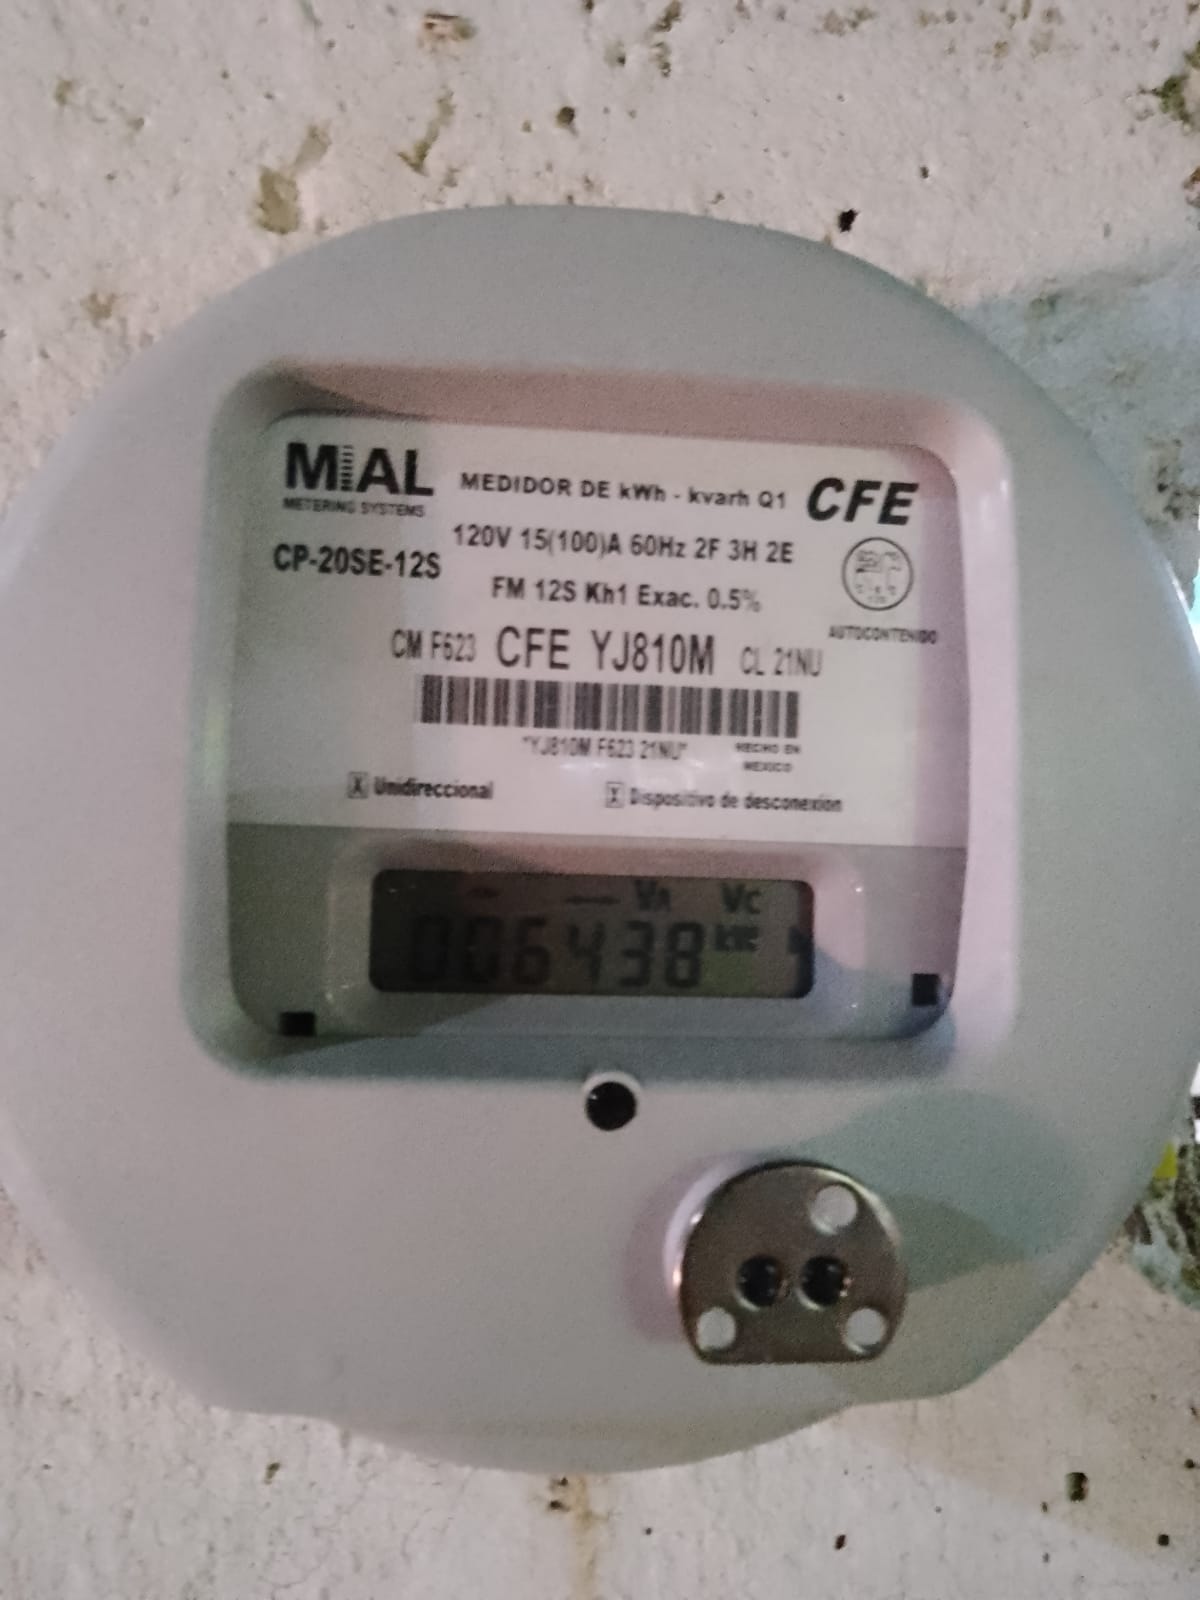 MIAL
METERING SYSTEMS
MEDIDOR DE kWh - kvarh Q1
CFE
120V 15(100)A 60Hz 2F 3H 2E
CP-20SE-12S
FM 12S Kh1 Exac. 0.5%
AUTOCONTENIDO
CM F623 CFE YJ810M CL 21NU
*YJ810M F623 21NU*
HECHO EN
MEXICO
X Unidireccional
X Dispositivo de desconexión
VA VC
006438